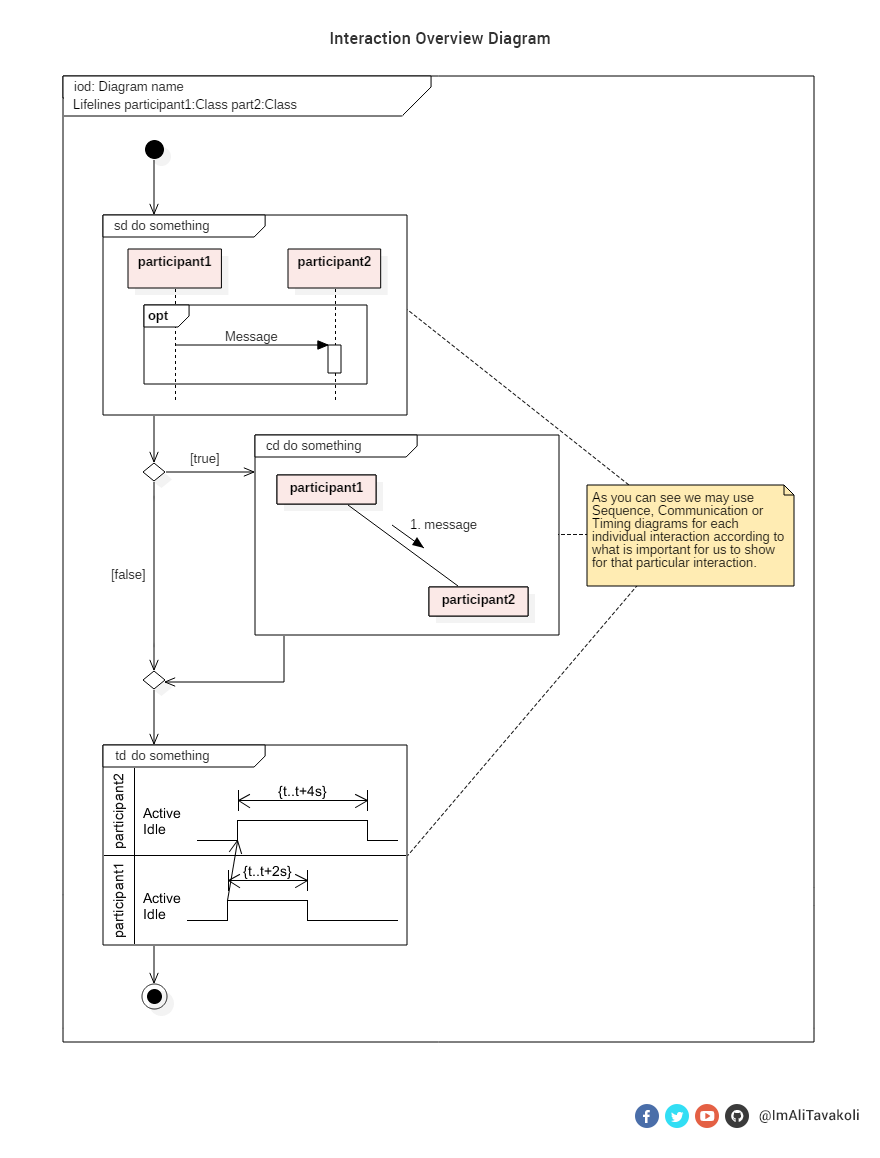 Interaction Overview Diagram
iod: Diagram name
Lifelines participant1:Class part2:Class
sd do something
participant1
participant2
opt
Message
[true]
cd do something
participant1
1. message
participant2
As you can see we may use
Sequence, Communication or
Timing diagrams for each
individual interaction according to
what is important for us to show
for that particular interaction.
[false]
td do something
participant2
{t..t+4s}
Active
Idle
participant1
{t..t+2s}
Active
Idle
@ImAliTavakoli